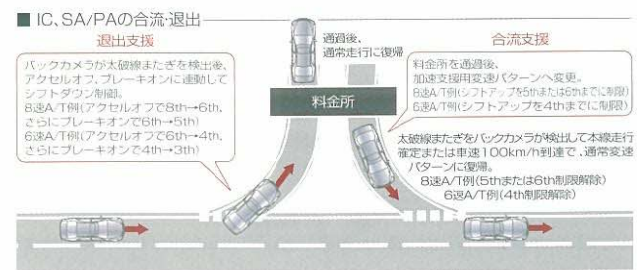 ■ IC、SA/PAの合流・退出
退出支援
バックカメラが太破線またぎを検出後、
アクセルオフ、ブレーキオンに連動して
シフトダウン制御。
8速A/T例(アクセルオフで8th→6th、
さらにブレーキオンで6th→5th)
6速A/T例(アクセルオフで6th→4th、
さらにブレーキオンで4th→3th)
通過後、
通常走行に復帰
料金所
合流支援
料金所を通過後、
加速支援用変速パターンへ変更。
8速A/T例(シフトアップを5thまたは6thまでに制限)
6速A/T例(シフトアップを4thまでに制限)
太破線またぎをバックカメラが検出して本線走行
確定または車速100km/h到達で、通常変速
パターンに復帰。
8速A/T例(5thまたは6th制限解除)
6速A/T例(4th制限解除)